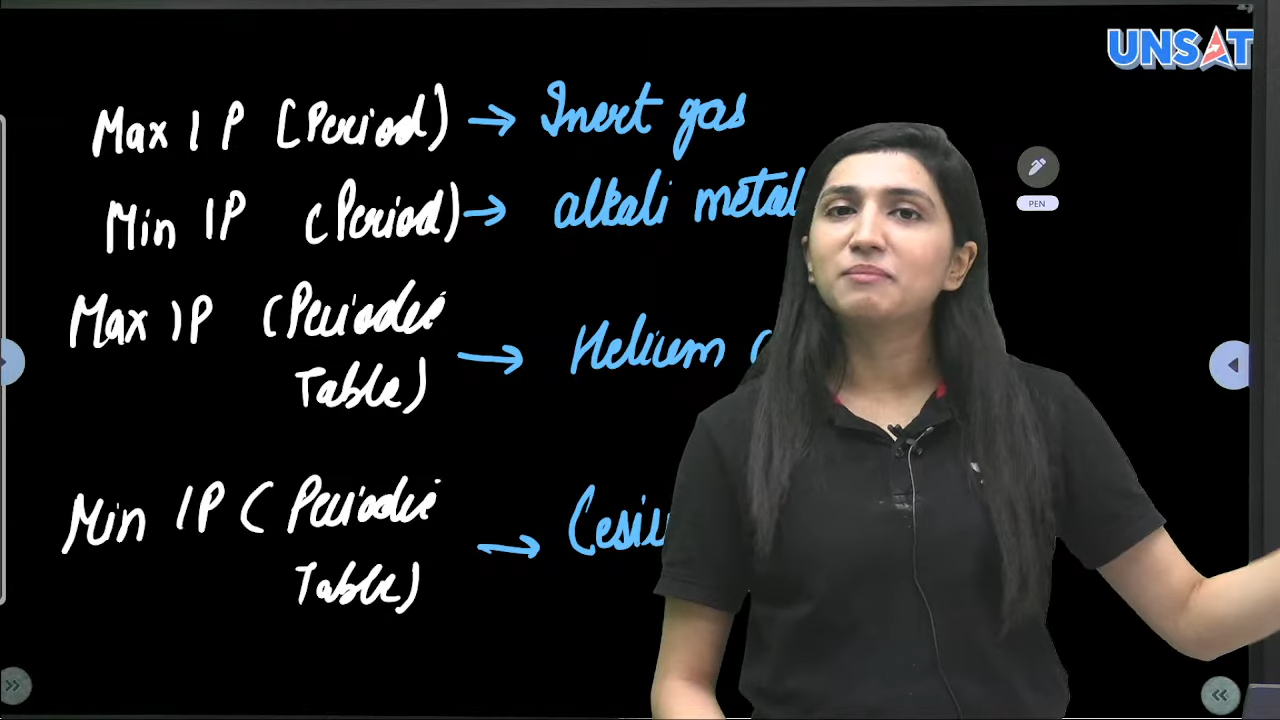 UNSAT
Max IP (Period) → Inert gas
Min IP (Period) → alkali metal
PEN
Max IP (Periodic
Table) → Helium
Min IP (Periodic
Table) →